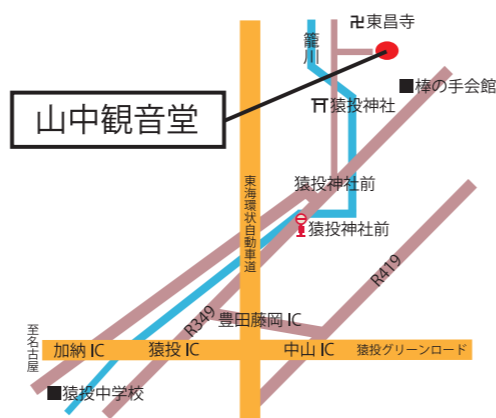 卍東昌寺
籠川
■棒の手会館
山中観音堂
猿投神社
猿投神社前
東海環状自動車道
猿投神社前
R419
R349
豊田藤岡 IC
至名古屋
加納 IC
猿投 IC
中山 IC
猿投グリーンロード
■猿投中学校